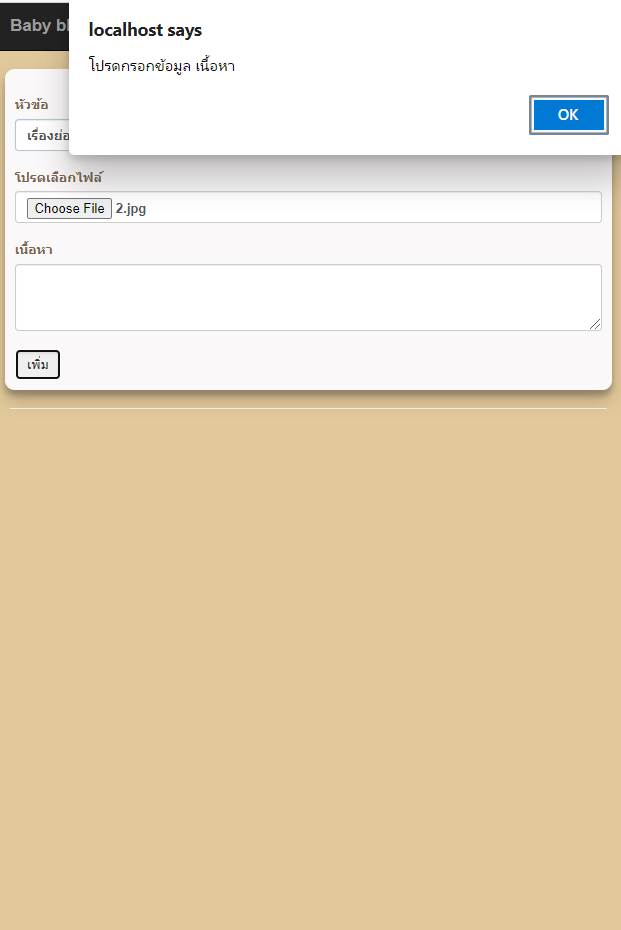 Baby bl
localhost says
โปรดกรอกข้อมูล เนื้อหา
OK
หัวข้อ
เรื่องย่อ
โปรดเลือกไฟล์
Choose File 2.jpg
เนื้อหา
เพิ่ม